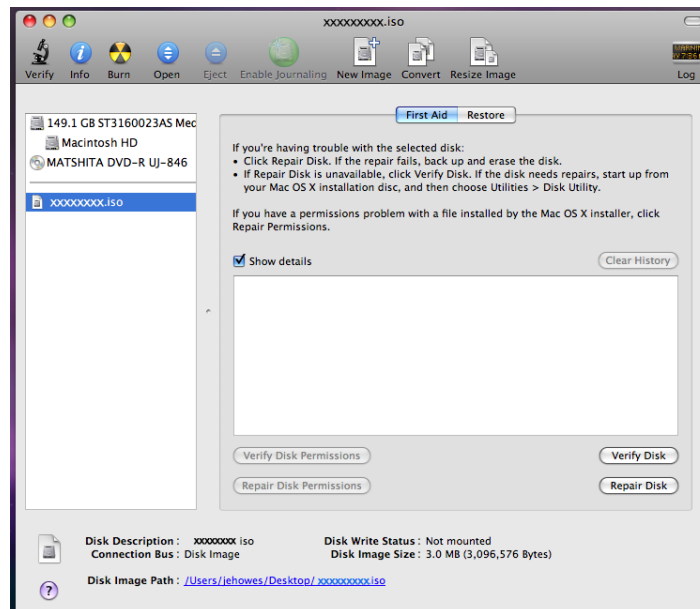 xxxxxxxxx.iso
Verify Info Burn Open Eject Enable Journaling New Image Convert Resize Image Log
First Aid Restore
149.1 GB ST3160023AS Med
Macintosh HD
MATSHITA DVD-R UJ-846
xxxxxxxx.iso
If you're having trouble with the selected disk:
• Click Repair Disk. If the repair fails, back up and erase the disk.
• If Repair Disk is unavailable, click Verify Disk. If the disk needs repairs, start up from
your Mac OS X installation disc, and then choose Utilities > Disk Utility.
If you have a permissions problem with a file installed by the Mac OS X installer, click
Repair Permissions.
Show details
Clear History
Verify Disk Permissions Verify Disk
Repair Disk Permissions Repair Disk
Disk Description : xxxxxxxx iso Disk Write Status : Not mounted
Connection Bus : Disk Image Disk Image Size : 3.0 MB (3,096,576 Bytes)
Disk Image Path : /Users/jehowes/Desktop/ xxxxxxxxx.iso
?